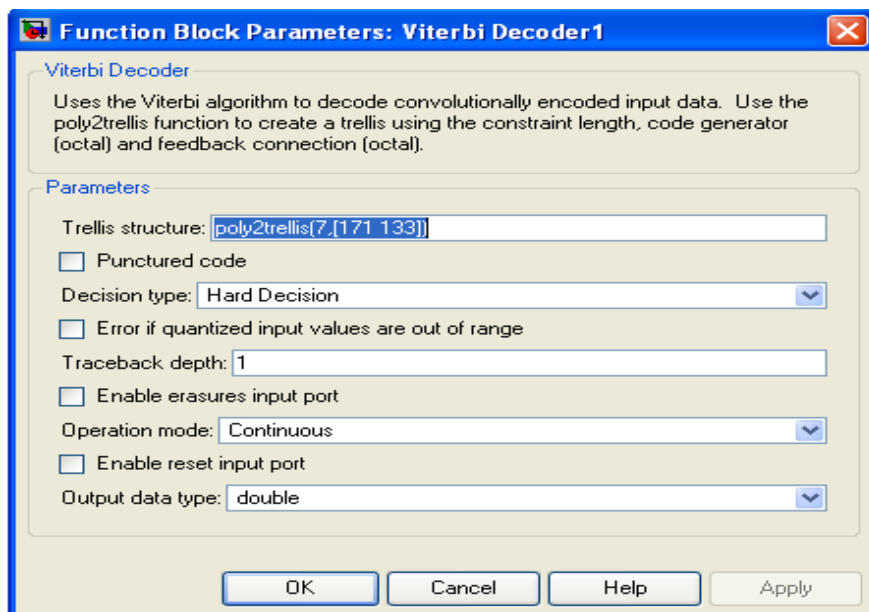 Function Block Parameters: Viterbi Decoder1
Viterbi Decoder
Uses the Viterbi algorithm to decode convolutionally encoded input data. Use the
poly2trellis function to create a trellis using the constraint length, code generator
(octal) and feedback connection (octal).
Parameters
Trellis structure: poly2trellis(7,[171 133])
Punctured code
Decision type: Hard Decision
Error if quantized input values are out of range
Traceback depth: 1
Enable erasures input port
Operation mode: Continuous
Enable reset input port
Output data type: double
OK Cancel Help Apply